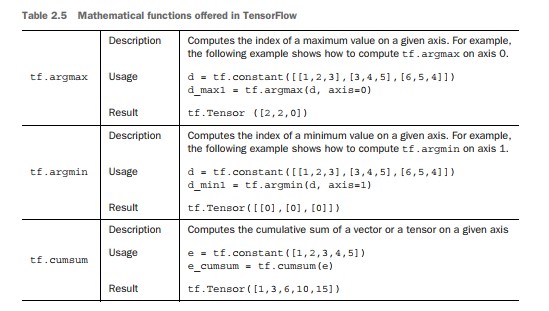 Table 2.5 Mathematical functions offered in TensorFlow
tf.argmax
Description
Computes the index of a maximum value on a given axis. For example,
the following example shows how to compute tf.argmax on axis 0.
Usage
d = tf.constant([[1,2,3],[3,4,5],[6,5,4]])
d_max1 = tf.argmax(d, axis=0)
Result
tf.Tensor ([2,2,0])
tf.argmin
Description
Computes the index of a minimum value on a given axis. For example,
the following example shows how to compute tf.argmin on axis 1.
Usage
d = tf.constant([[1,2,3],[3,4,5],[6,5,4]])
d_min1 = tf.argmin(d, axis=1)
Result
tf.Tensor([[0],[0],[0]])
tf.cumsum
Description
Computes the cumulative sum of a vector or a tensor on a given axis
Usage
e = tf.constant([1,2,3,4,5])
e_cumsum = tf.cumsum(e)
Result
tf.Tensor([1,3,6,10,15])